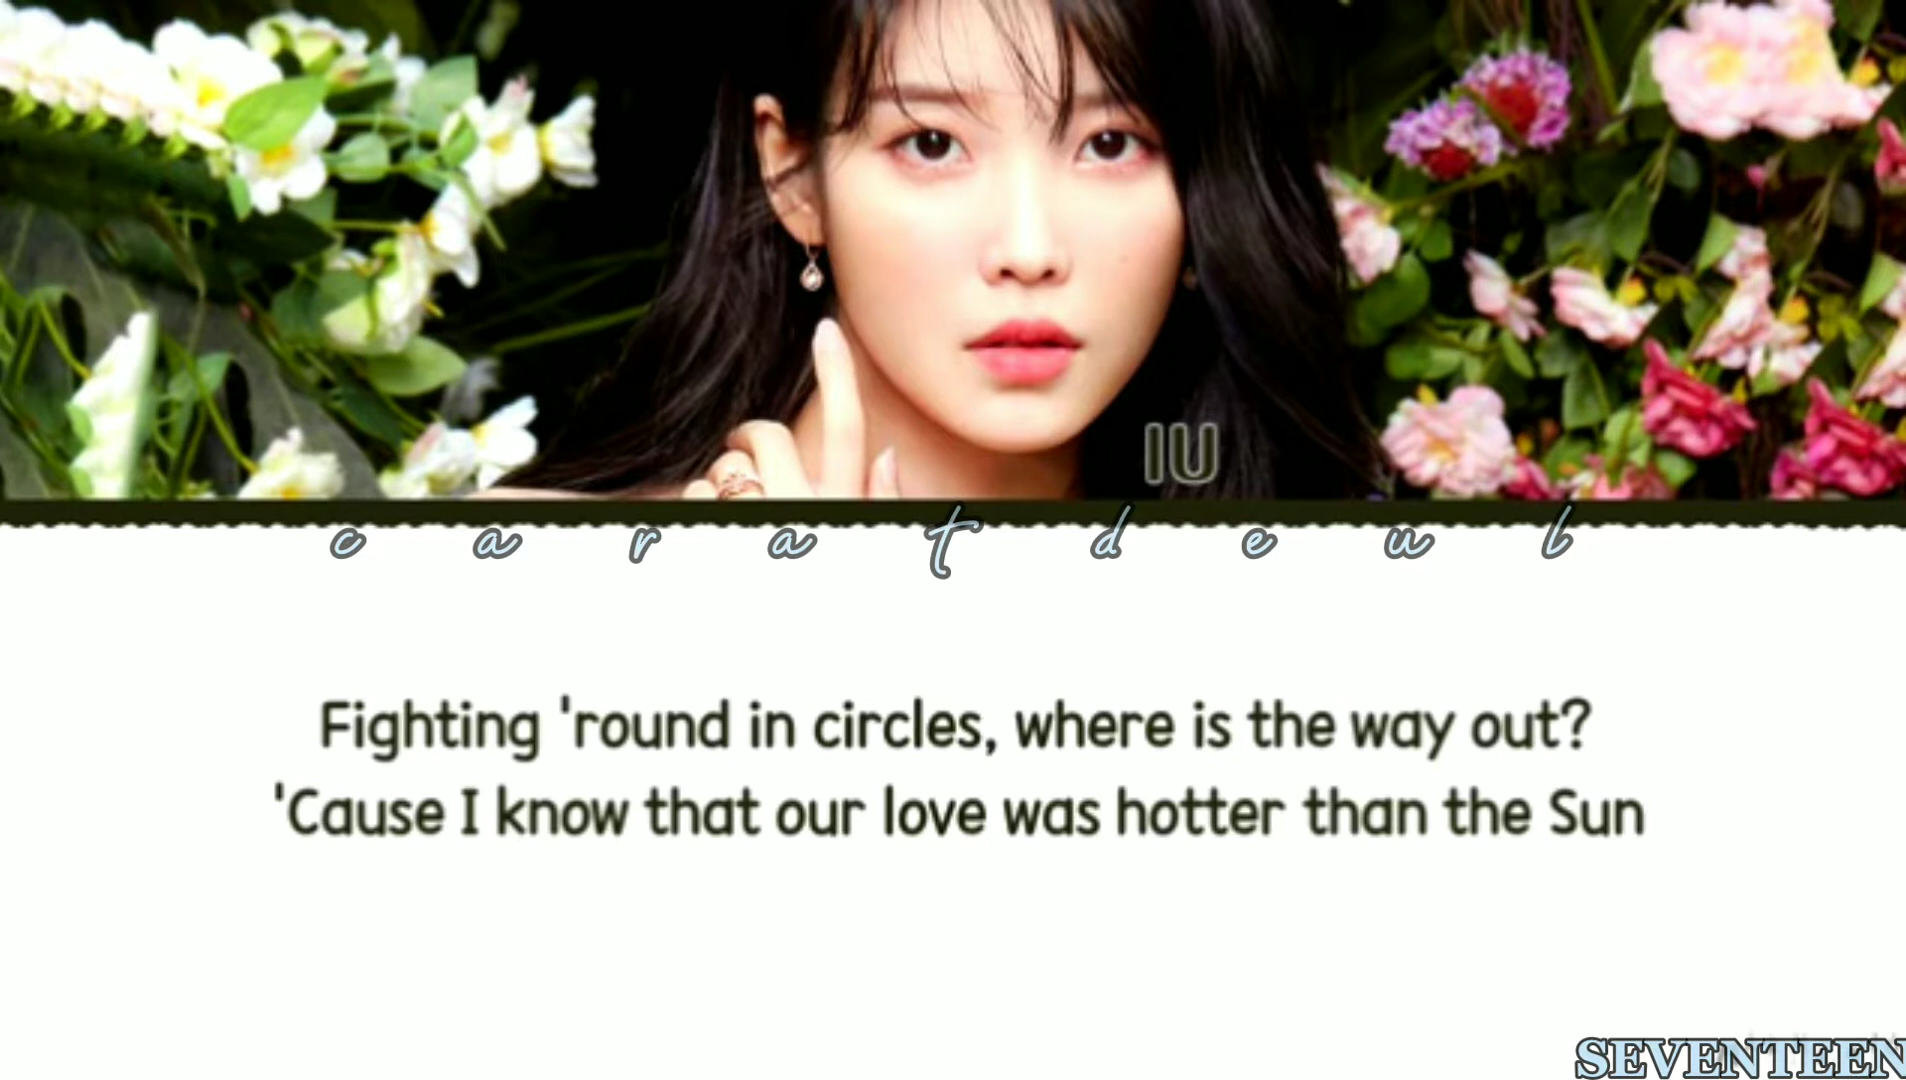 IU
c a r a t d e u l
Fighting 'round in circles, where is the way out?
'Cause I know that our love was hotter than the Sun
SEVENTEEN